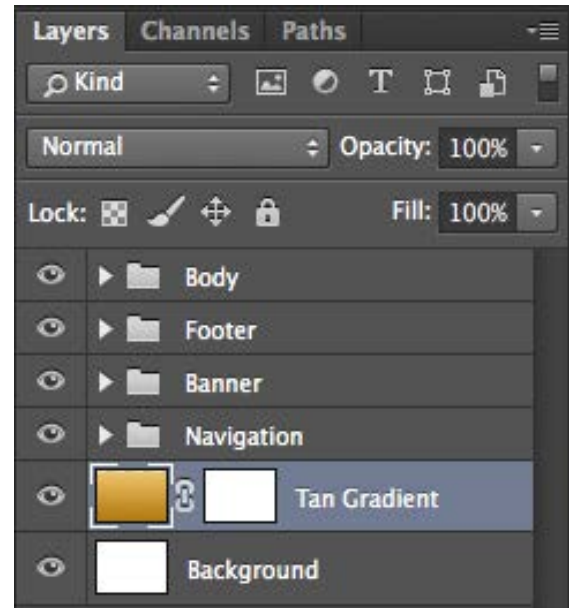 Layers Channels Paths
Kind T
Normal Opacity: 100%
Lock: Fill: 100%
Body
Footer
Banner
Navigation
Tan Gradient
Background